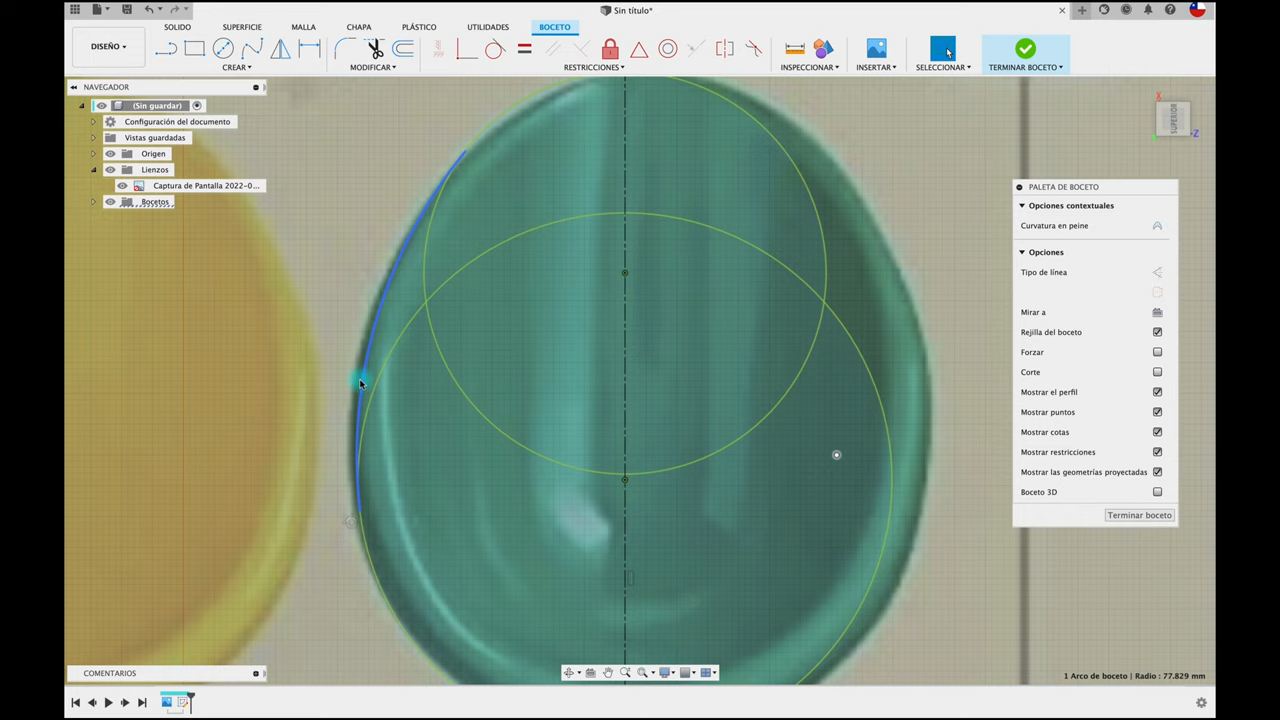 Sin título*
SÓLIDO SUPERFICIE MALLA CHAPA PLÁSTICO UTILIDADES BOCETO
DISEÑO
CREAR MODIFICAR RESTRICCIONES INSPECCIONAR INSERTAR SELECCIONAR TERMINAR BOCETO
NAVEGADOR
(Sin guardar)
Configuración del documento
Vistas guardadas
Origen
Lienzos
Captura de Pantalla 2022-0...
Bocetos
X
SUPERIOR
Z
PALETA DE BOCETO
Opciones contextuales
Curvatura en peine
Opciones
Tipo de línea
Mirar a
Rejilla del boceto
Forzar
Corte
Mostrar el perfil
Mostrar puntos
Mostrar cotas
Mostrar restricciones
Mostrar las geometrías proyectadas
Boceto 3D
Terminar boceto
COMENTARIOS
1 Arco de boceto | Radio : 77.829 mm